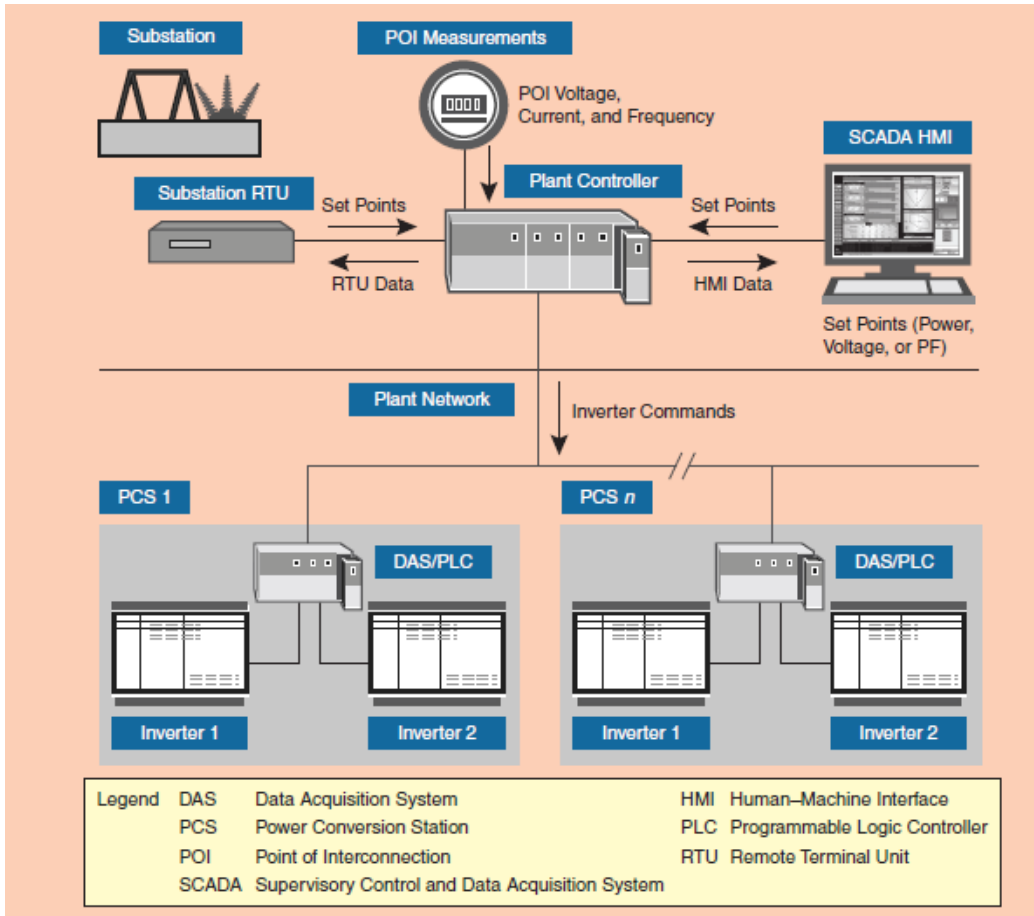 Substation
POI Measurements
POI Voltage,
Current, and Frequency
SCADA HMI
Substation RTU
Plant Controller
Set Points
Set Points
RTU Data
HMI Data
Set Points (Power,
Voltage, or PF)
Plant Network
Inverter Commands
PCS 1
PCS n
DAS/PLC
DAS/PLC
Inverter 1
Inverter 2
Inverter 1
Inverter 2
Legend DAS Data Acquisition System HMI Human–Machine Interface
PCS Power Conversion Station PLC Programmable Logic Controller
POI Point of Interconnection RTU Remote Terminal Unit
SCADA Supervisory Control and Data Acquisition System